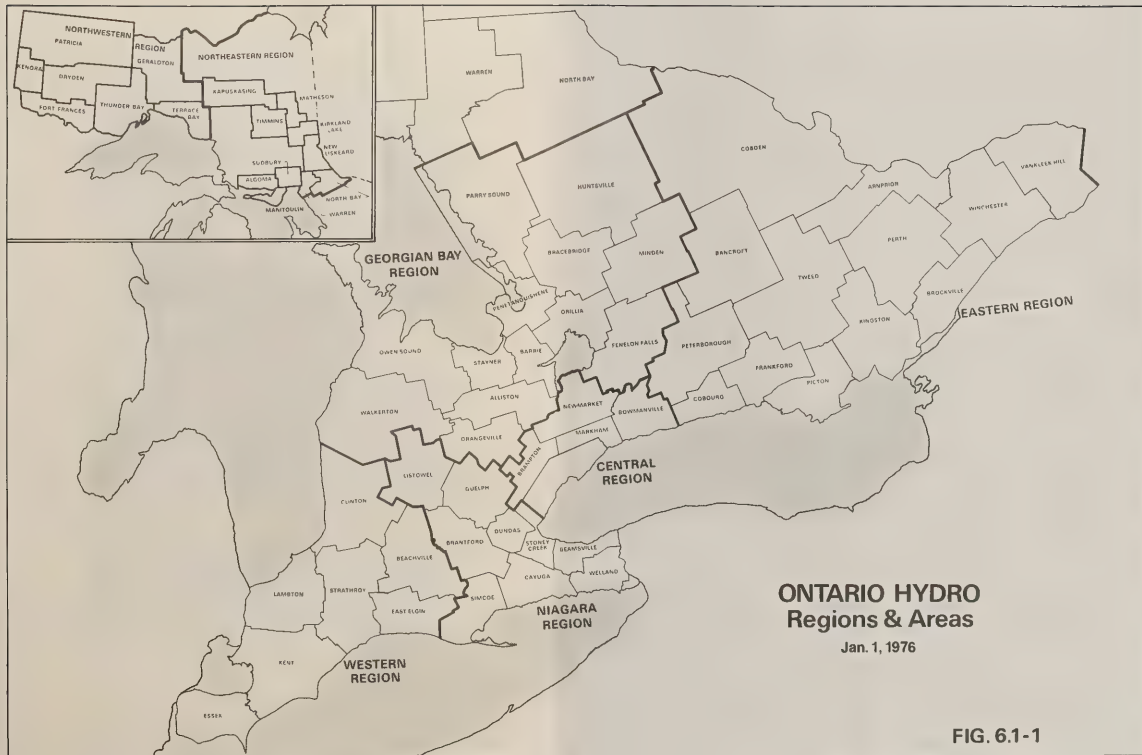 NORTHWESTERN
PATRICIA
REGION
GERALDTON
NORTHEASTERN REGION
KENORA
DRYDEN
FORT FRANCES
THUNDER BAY
TERRACE
BAY
KAPUSKASING
MATHESON
TIMMINS
KIRKLAND
LAKE
NEW
LISKEARD
SUDBURY
ALGOMA
NORTH BAY
MANITOULIN
WARREN
WARREN
NORTH BAY
COBDEN
VANKLEEK HILL
ARNPRIOR
WINCHESTER
PARRY SOUND
HUNTSVILLE
PERTH
BRACEBRIDGE
MINDEN
BANCROFT
TWEED
BROCKVILLE
GEORGIAN BAY
REGION
PENETANGUISHENE
ORILLIA
KINGSTON
EASTERN REGION
OWEN SOUND
STAYNER
BARRIE
FENELON FALLS
PETERBOROUGH
FRANKFORD
PICTON
WALKERTON
ALLISTON
NEWMARKET
BOWMANVILLE
COBOURG
ORANGEVILLE
MARKHAM
BRAMPTON
LISTOWEL
GUELPH
CENTRAL
REGION
CLINTON
BRANTFORD
DUNDAS
STONEY
CREEK
BEAMSVILLE
BEACHVILLE
CAYUGA
WELLAND
LAMBTON
STRATHROY
EAST ELGIN
SIMCOE
NIAGARA
REGION
KENT
WESTERN
REGION
ESSEX
ONTARIO HYDRO
Regions & Areas
Jan. 1, 1976
FIG. 6.1-1